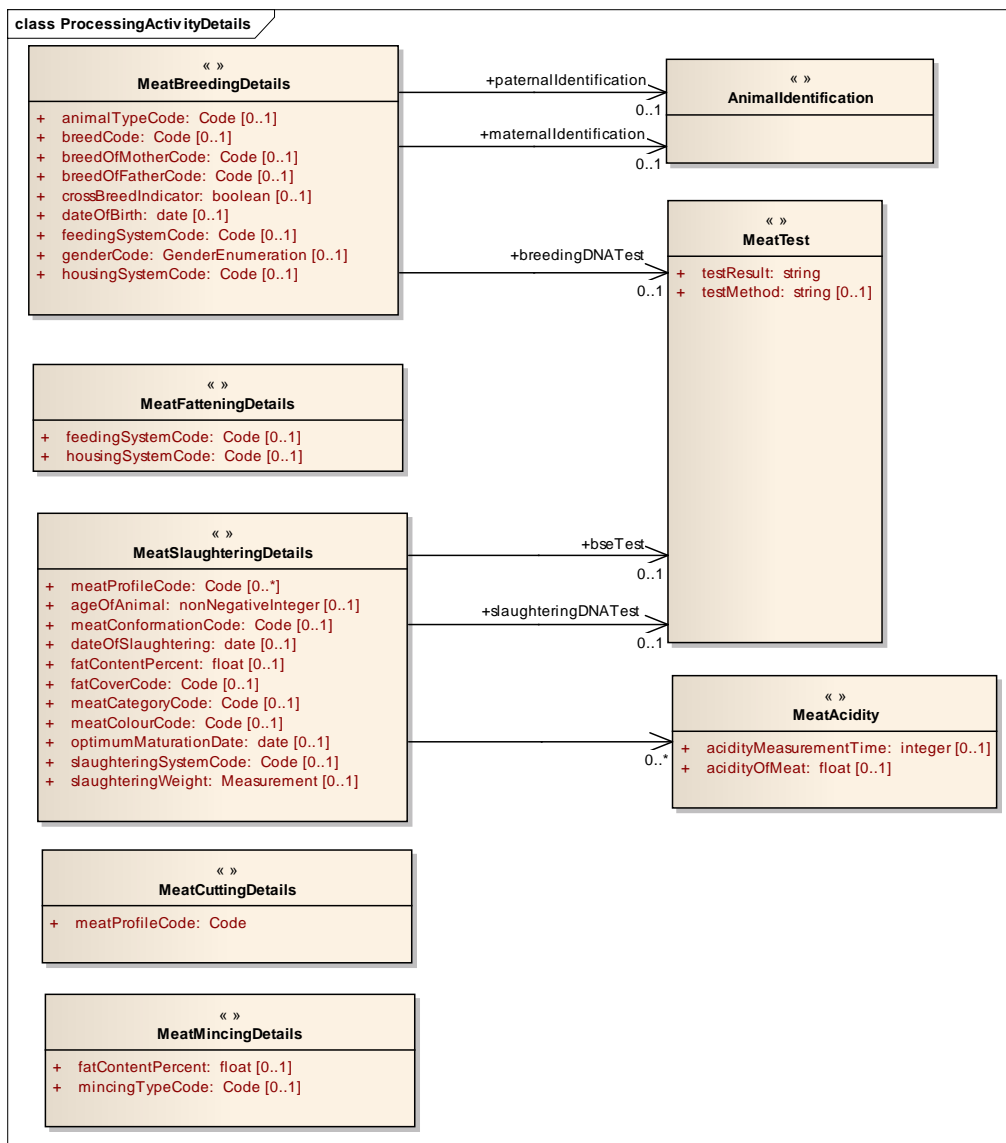 class ProcessingActivityDetails
« »
MeatBreedingDetails
+ animalTypeCode: Code [0..1]
+ breedCode: Code [0..1]
+ breedOfMotherCode: Code [0..1]
+ breedOfFatherCode: Code [0..1]
+ crossBreedIndicator: boolean [0..1]
+ dateOfBirth: date [0..1]
+ feedingSystemCode: Code [0..1]
+ genderCode: GenderEnumeration [0..1]
+ housingSystemCode: Code [0..1]
+paternalIdentification
0..1
+maternalIdentification
0..1
« »
AnimalIdentification
+breedingDNATest
0..1
« »
MeatTest
+ testResult: string
+ testMethod: string [0..1]
« »
MeatFatteningDetails
+ feedingSystemCode: Code [0..1]
+ housingSystemCode: Code [0..1]
« »
MeatSlaughteringDetails
+ meatProfileCode: Code [0..*]
+ ageOfAnimal: nonNegativeInteger [0..1]
+ meatConformationCode: Code [0..1]
+ dateOfSlaughtering: date [0..1]
+ fatContentPercent: float [0..1]
+ fatCoverCode: Code [0..1]
+ meatCategoryCode: Code [0..1]
+ meatColourCode: Code [0..1]
+ optimumMaturationDate: date [0..1]
+ slaughteringSystemCode: Code [0..1]
+ slaughteringWeight: Measurement [0..1]
+bseTest
0..1
+slaughteringDNATest
0..1
0..*
« »
MeatAcidity
+ acidityMeasurementTime: integer [0..1]
+ acidityOfMeat: float [0..1]
« »
MeatCuttingDetails
+ meatProfileCode: Code
« »
MeatMincingDetails
+ fatContentPercent: float [0..1]
+ mincingTypeCode: Code [0..1]